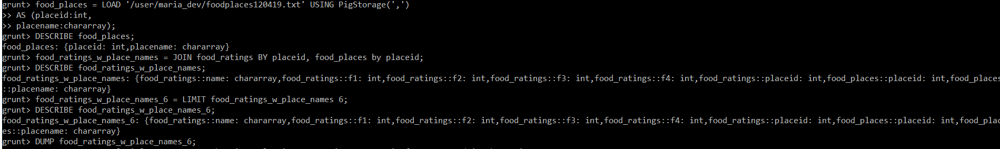 grunt> food_places = LOAD '/user/maria_dev/foodplaces120419.txt' USING PigStorage(',')
>> AS (placeid:int,
>> placename:chararray);
grunt> DESCRIBE food_places;
food_places: {placeid: int,placename: chararray}
grunt> food_ratings_w_place_names = JOIN food_ratings BY placeid, food_places by placeid;
grunt> DESCRIBE food_ratings_w_place_names;
food_ratings_w_place_names: {food_ratings::name: chararray,food_ratings::f1: int,food_ratings::f2: int,food_ratings::f3: int,food_ratings::f4: int,food_ratings::placeid: int,food_places::placeid: int,food_places
::placename: chararray}
grunt> food_ratings_w_place_names_6 = LIMIT food_ratings_w_place_names 6;
grunt> DESCRIBE food_ratings_w_place_names_6;
food_ratings_w_place_names_6: {food_ratings::name: chararray,food_ratings::f1: int,food_ratings::f2: int,food_ratings::f3: int,food_ratings::f4: int,food_ratings::placeid: int,food_places::placeid: int,food_plac
es::placename: chararray}
grunt> DUMP food_ratings_w_place_names_6;